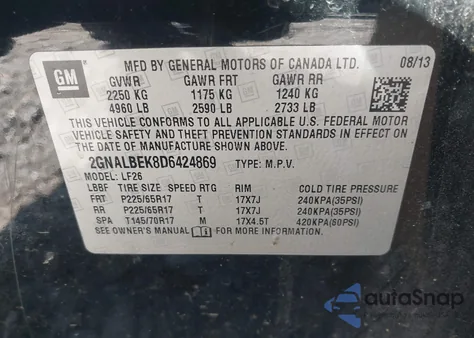 GM
MFD BY GENERAL MOTORS OF CANADA LTD. 08/13
GVWR GAWR FRT GAWR RR
2250 KG 1175 KG 1240 KG
4960 LB 2590 LB 2733 LB
THIS VEHICLE CONFORMS TO ALL APPLICABLE U.S. FEDERAL MOTOR
VEHICLE SAFETY AND THEFT PREVENTION STANDARDS IN EFFECT ON
THE DATE OF MANUFACTURE SHOWN ABOVE.
2GNALBEK8D6424869 TYPE: M.P.V.
MODEL: LF26
LBBF TIRE SIZE SPEED RTG RIM COLD TIRE PRESSURE
FRT P225/65R17 T 17X7J 240KPA(35PSI)
RR P225/65R17 T 17X7J 240KPA(35PSI)
SPA T145/70R17 M 17X4.5T 420KPA(60PSI)
SEE OWNER'S MANUAL FOR MORE INFORMATION
autoSnap